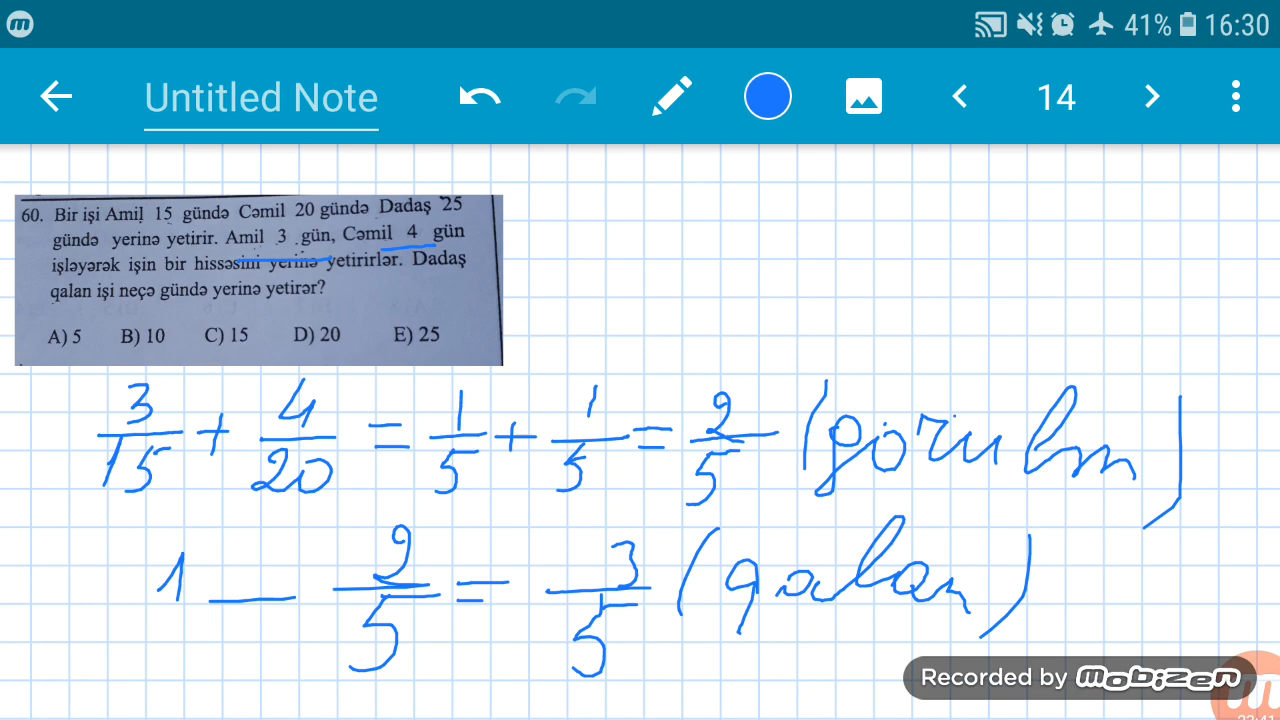 41% 16:30
Untitled Note 14
60. Bir işi Amil 15 gündə Cəmil 20 gündə Dadaş 25
gündə yerinə yetirir. Amil 3 gün, Cəmil 4 gün
işləyərək işin bir hissəsini yerinə yetirirlər. Dadaş
qalan işi neçə gündə yerinə yetirər?
A) 5 B) 10 C) 15 D) 20 E) 25
3/15 + 4/20 = 1/5 + 1/5 = 2/5 (görülm)
1 — 2/5 = 3/5 (qalan)
Recorded by MOBIZEN